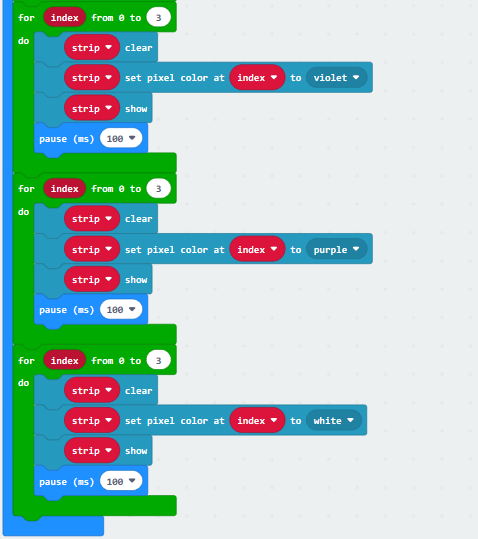 for index from 0 to 3
do
strip clear
strip set pixel color at index to violet
strip show
pause (ms) 100
for index from 0 to 3
do
strip clear
strip set pixel color at index to purple
strip show
pause (ms) 100
for index from 0 to 3
do
strip clear
strip set pixel color at index to white
strip show
pause (ms) 100